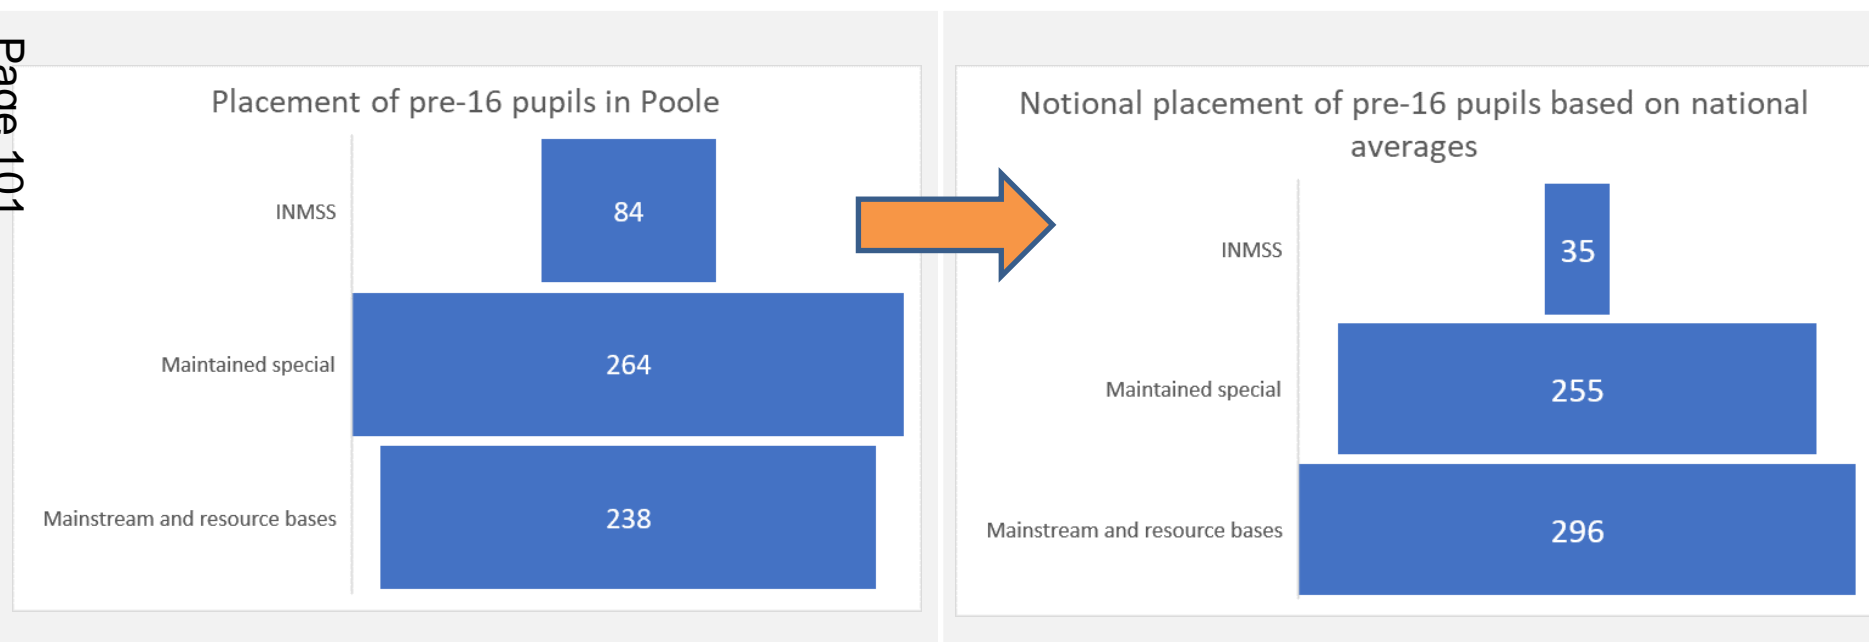 Page 101
Placement of pre-16 pupils in Poole
INMSS
84
Maintained special
264
Mainstream and resource bases
238
Notional placement of pre-16 pupils based on national
averages
INMSS
35
Maintained special
255
Mainstream and resource bases
296